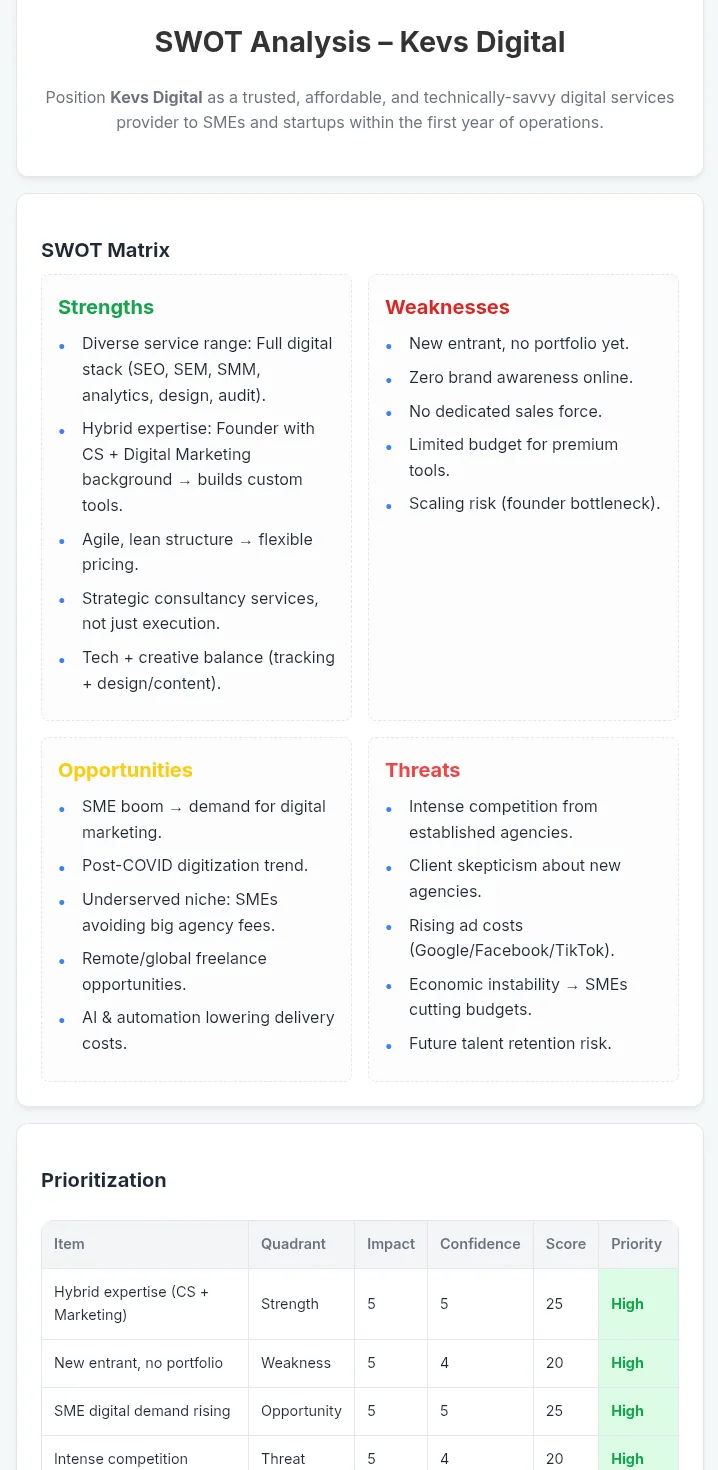 SWOT Analysis – Kevs Digital
Position Kevs Digital as a trusted, affordable, and technically-savvy digital services
provider to SMEs and startups within the first year of operations.
SWOT Matrix
Strengths
• Diverse service range: Full digital
stack (SEO, SEM, SMM,
analytics, design, audit).
• Hybrid expertise: Founder with
CS + Digital Marketing
background → builds custom
tools.
• Agile, lean structure → flexible
pricing.
• Strategic consultancy services,
not just execution.
• Tech + creative balance (tracking
+ design/content).
Weaknesses
• New entrant, no portfolio yet.
• Zero brand awareness online.
• No dedicated sales force.
• Limited budget for premium
tools.
• Scaling risk (founder bottleneck).
Opportunities
• SME boom → demand for digital
marketing.
• Post-COVID digitization trend.
• Underserved niche: SMEs
avoiding big agency fees.
• Remote/global freelance
opportunities.
• AI & automation lowering delivery
costs.
Threats
• Intense competition from
established agencies.
• Client skepticism about new
agencies.
• Rising ad costs
(Google/Facebook/TikTok).
• Economic instability → SMEs
cutting budgets.
• Future talent retention risk.
Prioritization
Item Quadrant Impact Confidence Score Priority
Hybrid expertise (CS +
Marketing) Strength 5 5 25 High
New entrant, no portfolio Weakness 5 4 20 High
SME digital demand rising Opportunity 5 5 25 High
Intense competition Threat 5 4 20 High